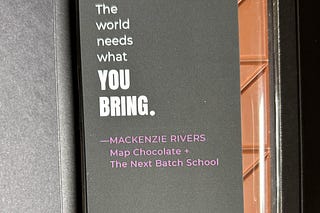 The
world
needs
what
YOU
BRING.
—MACKENZIE RIVERS
Map Chocolate +
The Next Batch School